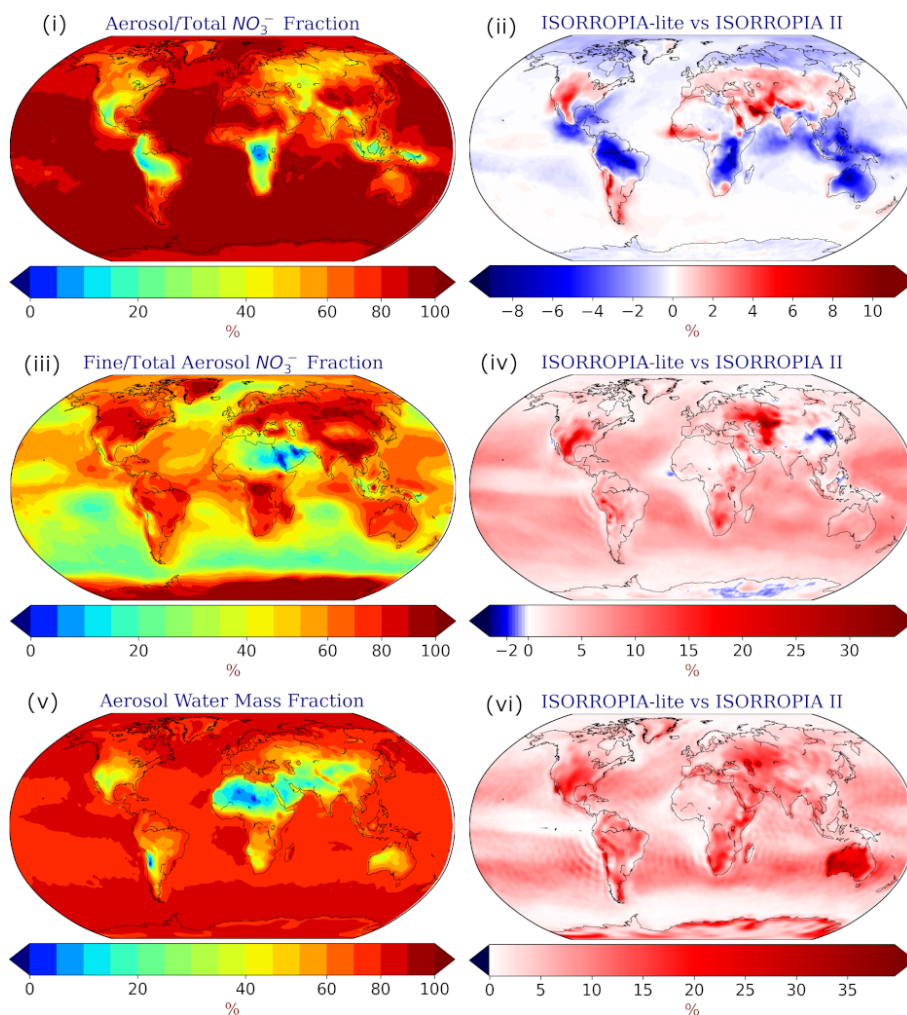 (i) Aerosol/Total NO₃⁻ Fraction
(ii) ISORROPIA-lite vs ISORROPIA II
0 20 40 60 80 100
%
−8 −6 −4 −2 0 2 4 6 8 10
%
(iii) Fine/Total Aerosol NO₃⁻ Fraction
(iv) ISORROPIA-lite vs ISORROPIA II
0 20 40 60 80 100
%
−2 0 5 10 15 20 25 30
%
(v) Aerosol Water Mass Fraction
(vi) ISORROPIA-lite vs ISORROPIA II
0 20 40 60 80 100
%
0 5 10 15 20 25 30 35
%